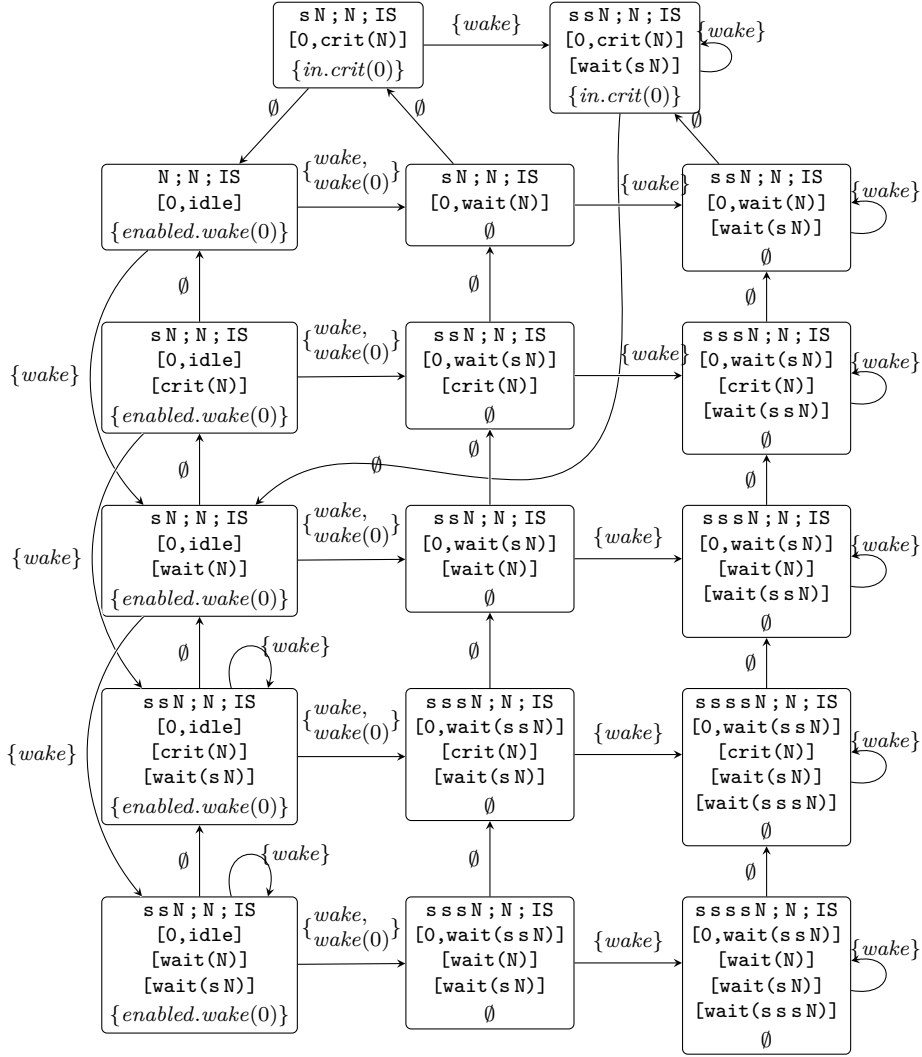 s N ; N ; IS
[0,crit(N)]
{in.crit(0)}
{wake}
s s N ; N ; IS
[0,crit(N)]
[wait(s N)]
{in.crit(0)}
{wake}
∅
∅
∅
N ; N ; IS
[0,idle]
{enabled.wake(0)}
{wake,
wake(0)}
s N ; N ; IS
[0,wait(N)]
∅
{wake}
s s N ; N ; IS
[0,wait(N)]
[wait(s N)]
∅
{wake}
∅
∅
∅
{wake}
s N ; N ; IS
[0,idle]
[crit(N)]
{enabled.wake(0)}
{wake,
wake(0)}
s s N ; N ; IS
[0,wait(s N)]
[crit(N)]
∅
{wake}
s s s N ; N ; IS
[0,wait(s N)]
[crit(N)]
[wait(s s N)]
∅
{wake}
∅
∅
∅
∅
{wake}
s N ; N ; IS
[0,idle]
[wait(N)]
{enabled.wake(0)}
{wake,
wake(0)}
s s N ; N ; IS
[0,wait(s N)]
[wait(N)]
∅
{wake}
s s s N ; N ; IS
[0,wait(s N)]
[wait(N)]
[wait(s s N)]
∅
{wake}
∅
{wake}
∅
∅
{wake}
s s N ; N ; IS
[0,idle]
[crit(N)]
[wait(s N)]
{enabled.wake(0)}
{wake,
wake(0)}
s s s N ; N ; IS
[0,wait(s s N)]
[crit(N)]
[wait(s N)]
∅
{wake}
s s s s N ; N ; IS
[0,wait(s s N)]
[crit(N)]
[wait(s N)]
[wait(s s s N)]
∅
{wake}
∅
{wake}
∅
∅
s s N ; N ; IS
[0,idle]
[wait(N)]
[wait(s N)]
{enabled.wake(0)}
{wake,
wake(0)}
s s s N ; N ; IS
[0,wait(s s N)]
[wait(N)]
[wait(s N)]
∅
{wake}
s s s s N ; N ; IS
[0,wait(s s N)]
[wait(N)]
[wait(s N)]
[wait(s s s N)]
∅
{wake}